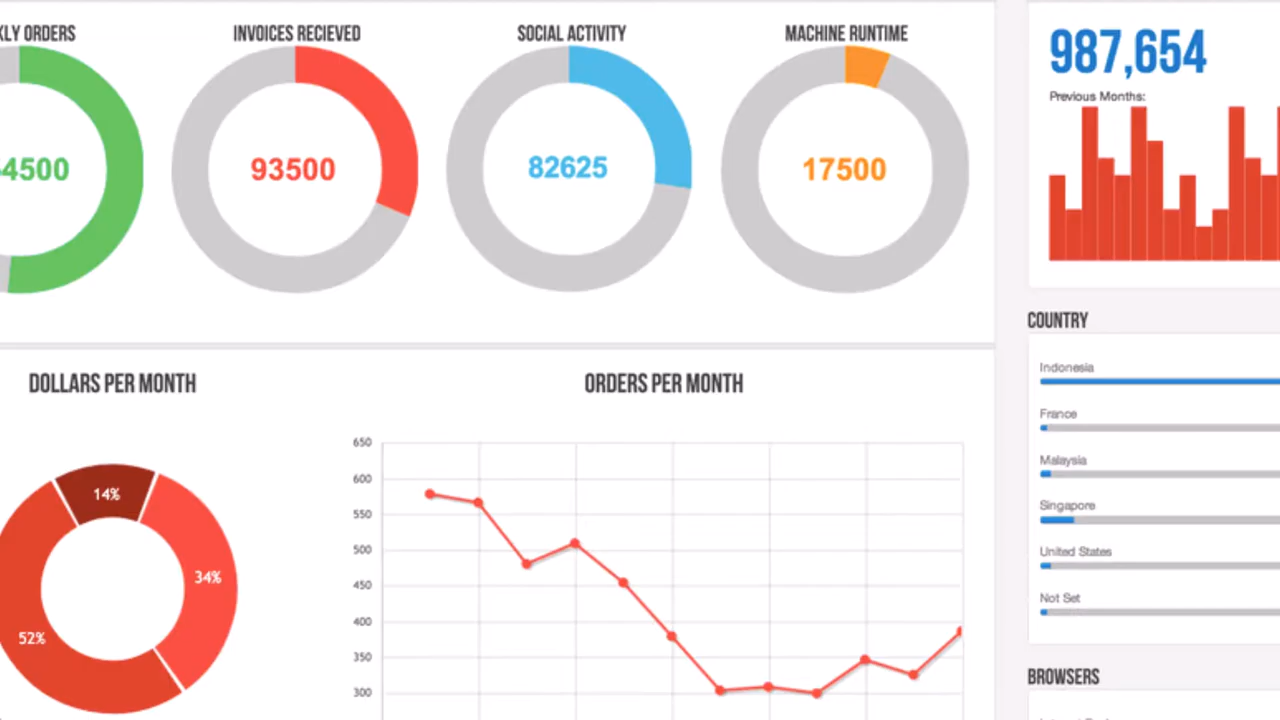 KLY ORDERS
INVOICES RECIEVED
SOCIAL ACTIVITY
MACHINE RUNTIME
4500
93500
82625
17500
987,654
Previous Months:
COUNTRY
Indonesia
France
Malaysia
Singapore
United States
Not Set
BROWSERS
DOLLARS PER MONTH
14%
34%
52%
ORDERS PER MONTH
650
600
550
500
450
400
350
300